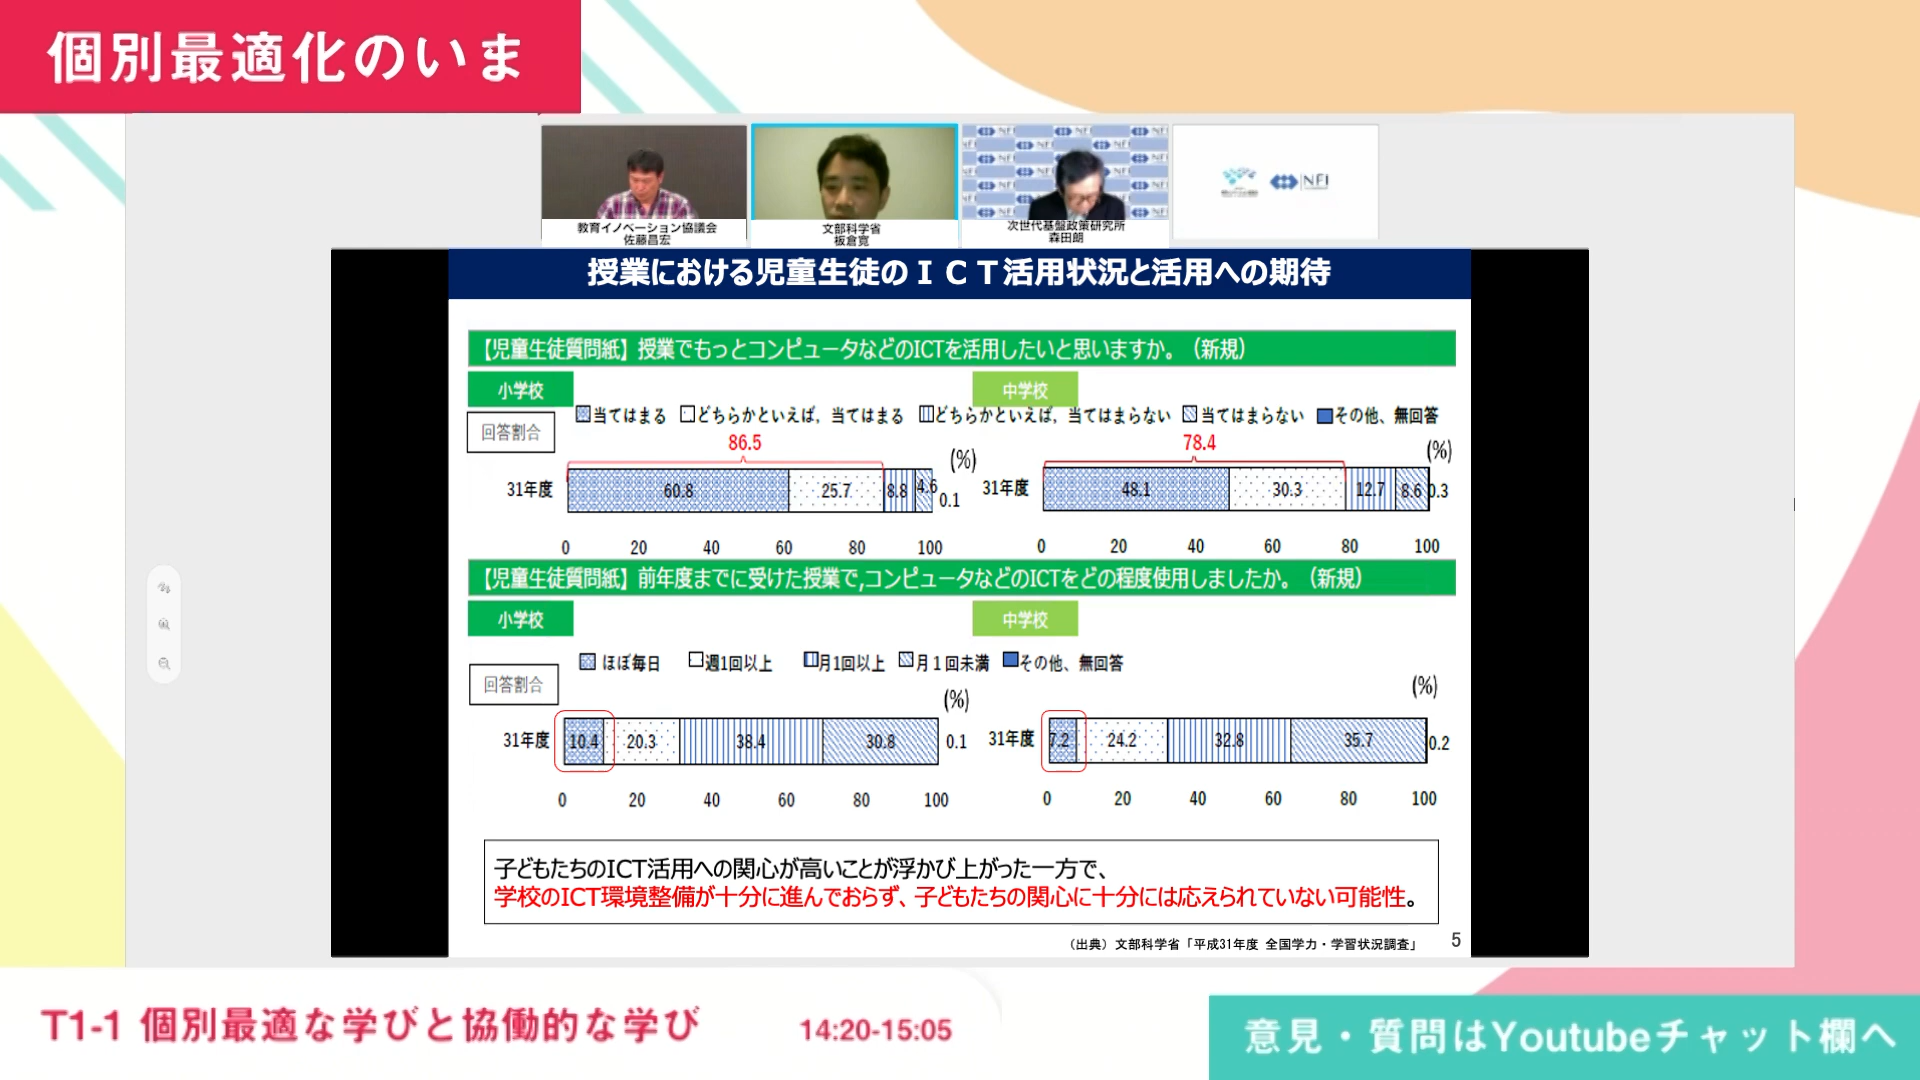 個別最適化のいま
教育イノベーション協議会
佐藤昌宏
文部科学省
板倉寛
次世代基盤政策研究所
森田朗
NFI
授業における児童生徒のＩＣＴ活用状況と活用への期待
【児童生徒質問紙】授業でもっとコンピュータなどのICTを活用したいと思いますか。（新規）
小学校
中学校
回答割合
当てはまる どちらかといえば，当てはまる どちらかといえば，当てはまらない 当てはまらない その他、無回答
86.5
(%)
31年度 60.8 25.7 8.8 4.6 0.1
0 20 40 60 80 100
78.4
(%)
31年度 48.1 30.3 12.7 8.6 0.3
0 20 40 60 80 100
【児童生徒質問紙】前年度までに受けた授業で,コンピュータなどのICTをどの程度使用しましたか。（新規）
小学校
中学校
回答割合
ほぼ毎日 週1回以上 月1回以上 月１回未満 その他、無回答
(%)
31年度 10.4 20.3 38.4 30.8 0.1
0 20 40 60 80 100
(%)
31年度 7.2 24.2 32.8 35.7 0.2
0 20 40 60 80 100
子どもたちのICT活用への関心が高いことが浮かび上がった一方で、
学校のICT環境整備が十分に進んでおらず、子どもたちの関心に十分には応えられていない可能性。
（出典）文部科学省「平成31年度 全国学力・学習状況調査」
5
T1-1 個別最適な学びと協働的な学び
14:20-15:05
意見・質問はYoutubeチャット欄へ